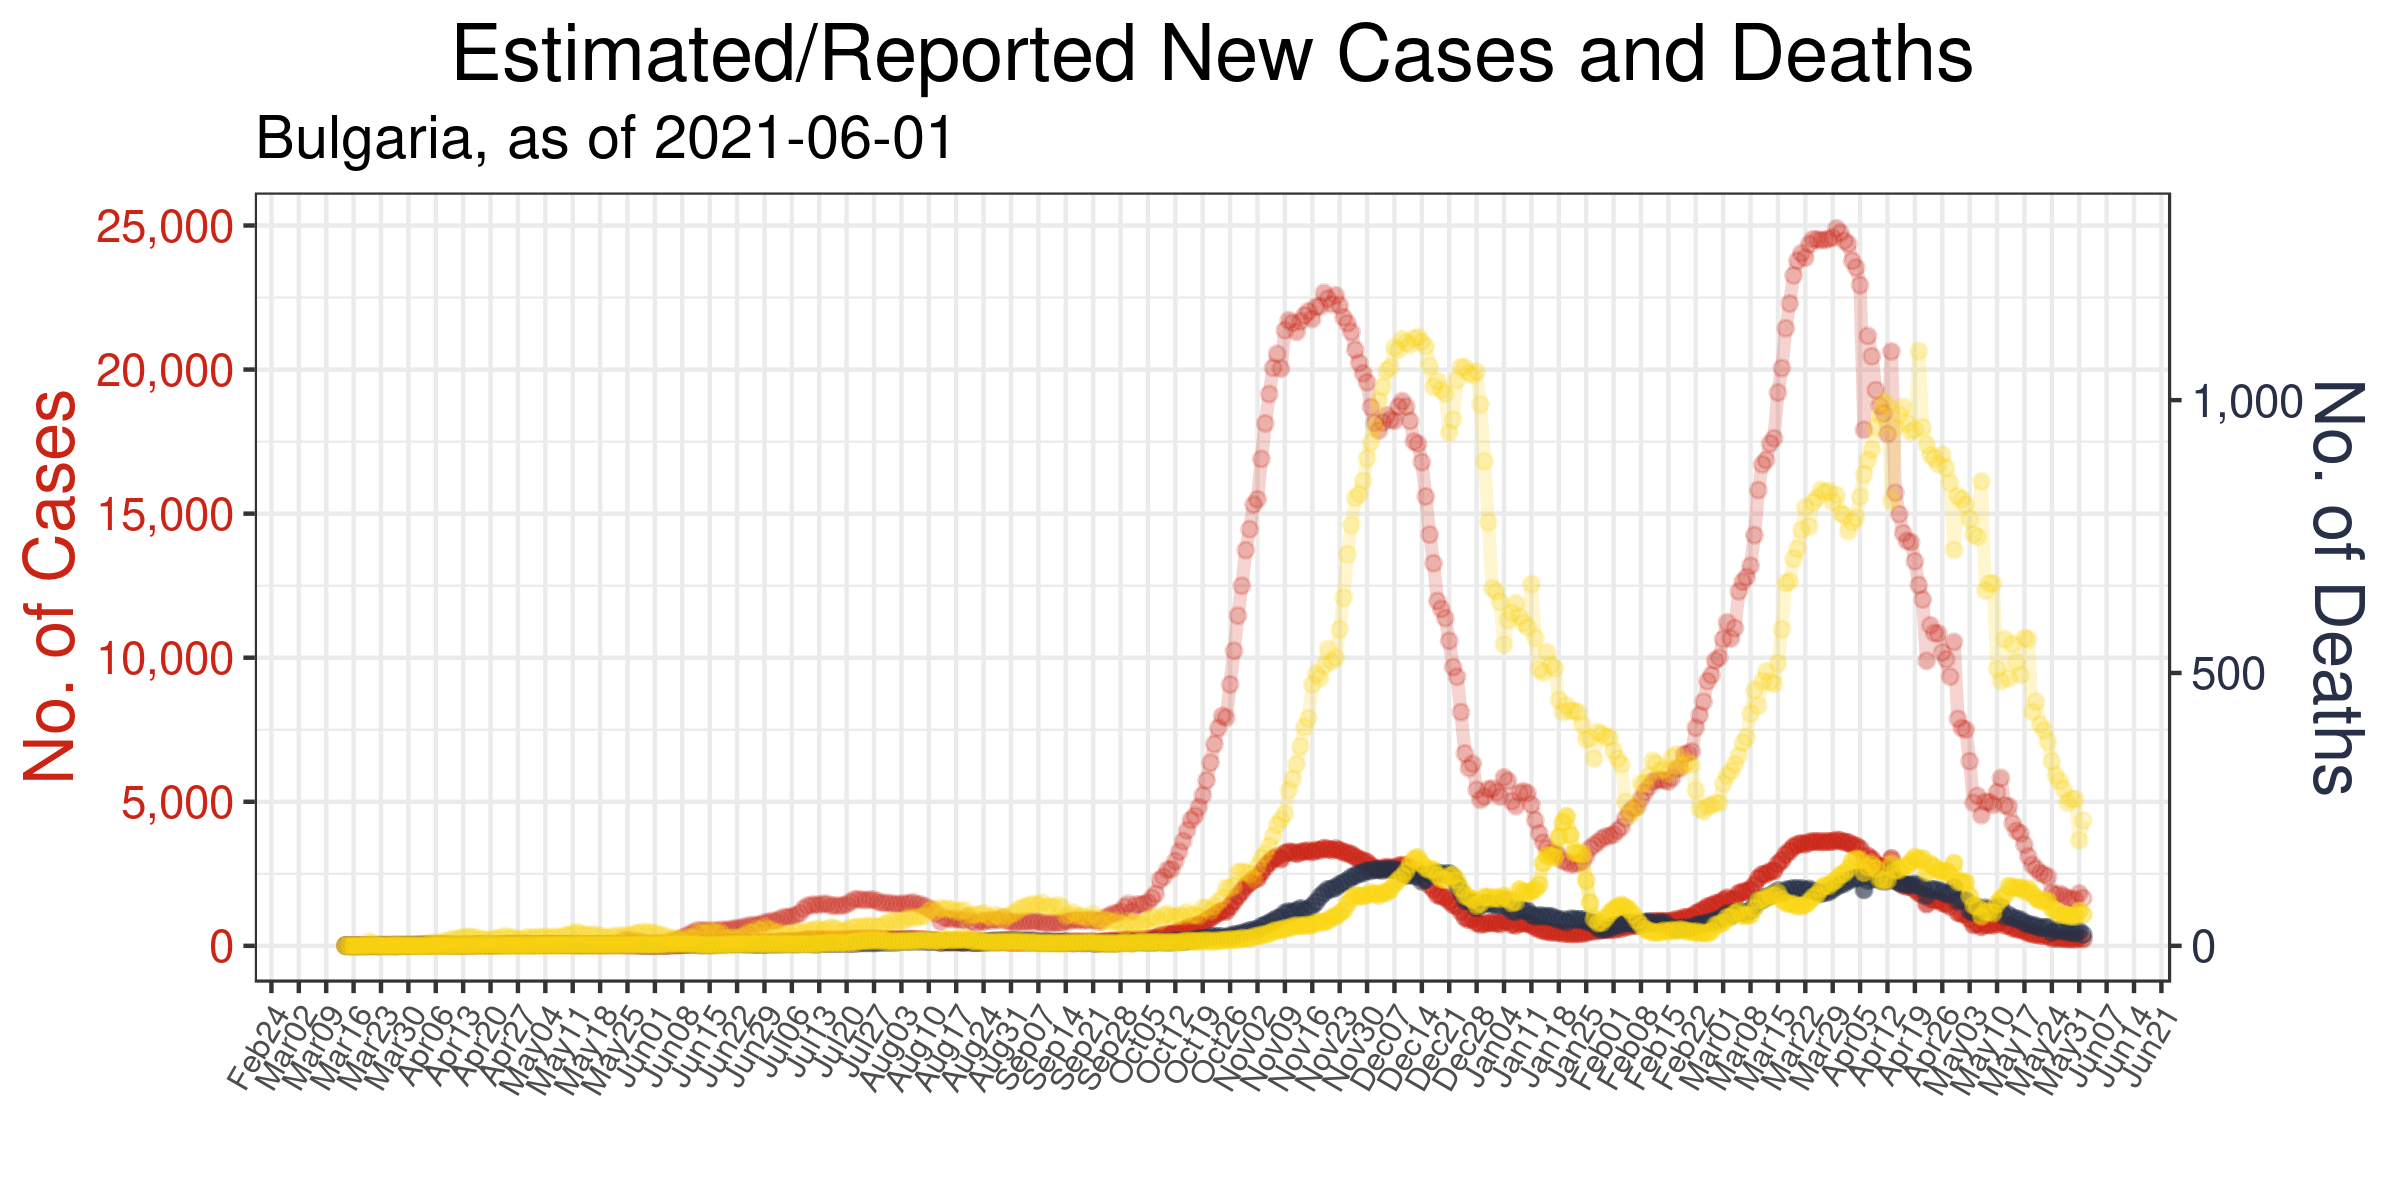 Estimated/Reported New Cases and Deaths
Bulgaria, as of 2021-06-01
No. of Cases
25,000
20,000
15,000
10,000
5,000
0
1,000
500
0
No. of Deaths
Feb24
Mar02
Mar09
Mar16
Mar23
Mar30
Apr06
Apr13
Apr20
Apr27
May04
May11
May18
May25
Jun01
Jun08
Jun15
Jun22
Jun29
Jul06
Jul13
Jul20
Jul27
Aug03
Aug10
Aug17
Aug24
Aug31
Sep07
Sep14
Sep21
Sep28
Oct05
Oct12
Oct19
Oct26
Nov02
Nov09
Nov16
Nov23
Nov30
Dec07
Dec14
Dec21
Dec28
Jan04
Jan11
Jan18
Jan25
Feb01
Feb08
Feb15
Feb22
Mar01
Mar08
Mar15
Mar22
Mar29
Apr05
Apr12
Apr19
Apr26
May03
May10
May17
May24
May31
Jun07
Jun14
Jun21